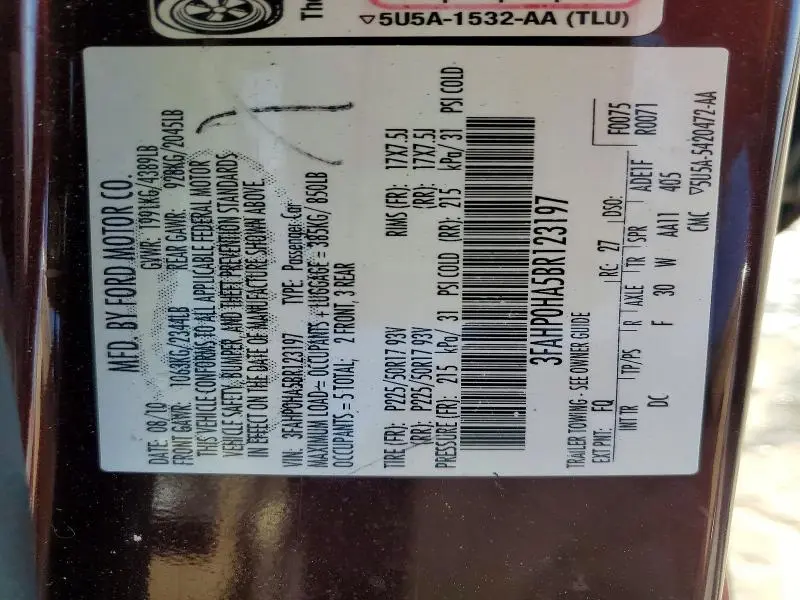 The
▽5U5A-1532-AA (TLU)
MFD. BY FORD MOTOR CO.
DATE: 08/10 GVWR: 1991KG/4389LB
FRONT GAWR: 1063KG/2344LB REAR GAWR: 928KG/2045LB
THIS VEHICLE CONFORMS TO ALL APPLICABLE FEDERAL MOTOR
VEHICLE SAFETY, BUMPER, AND THEFT PREVENTION STANDARDS
IN EFFECT ON THE DATE OF MANUFACTURE SHOWN ABOVE.
VIN: 3FAHP0HA5BR123197 TYPE: Passenger Car
MAXIMUM LOAD = OCCUPANTS + LUGGAGE = 385KG/ 850LB
OCCUPANTS = 5 TOTAL; 2 FRONT, 3 REAR
TIRE (FR): P225/50R17 93V RIMS (FR): 17X7.5J
(RR): P225/50R17 93V (RR): 17X7.5J
PRESSURE (FR): 215 kPa/ 31 PSI COLD (RR): 215 kPa/ 31 PSI COLD
3FAHP0HA5BR123197
TRAILER TOWING - SEE OWNER GUIDE
F0075
EXT PNT: FQ RC: 27 DSO: R0071
INT TR TP/PS R AXLE TR SPR ADE1F
DC F 30 W AA11 405
CMC ▽5U5A-5420472-AA